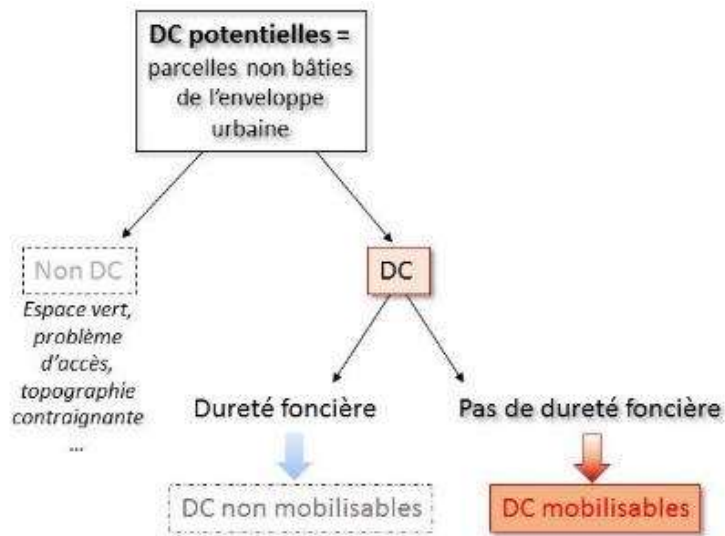 DC potentielles =
parcelles non bâties
de l'enveloppe
urbaine
Non DC
DC
Espace vert,
problème
d'accès,
topographie
contraignante
...
Dureté foncière
Pas de dureté foncière
DC non mobilisables
DC mobilisables